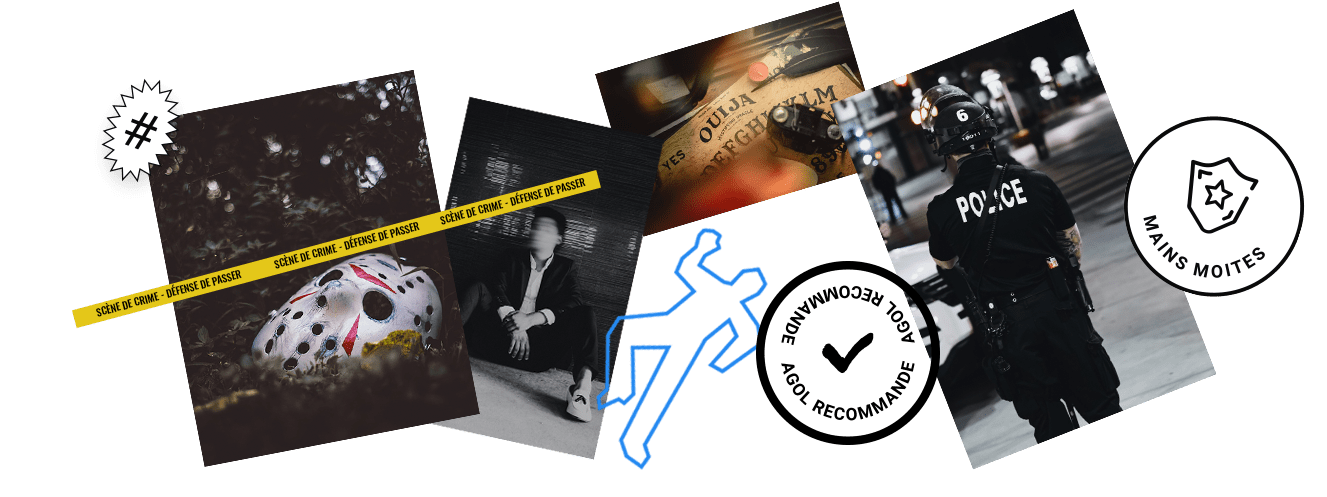 #
SCÈNE DE CRIME - DÉFENSE DE PASSER
SCÈNE DE CRIME - DÉFENSE DE PASSER
SCÈNE DE CRIME - DÉFENSE DE PASSER
OUIJA
YES
DEFGHIJKLM
6
POLICE
AGOL RECOMMANDE
AGOL RECOMMANDE
MAINS MOITES